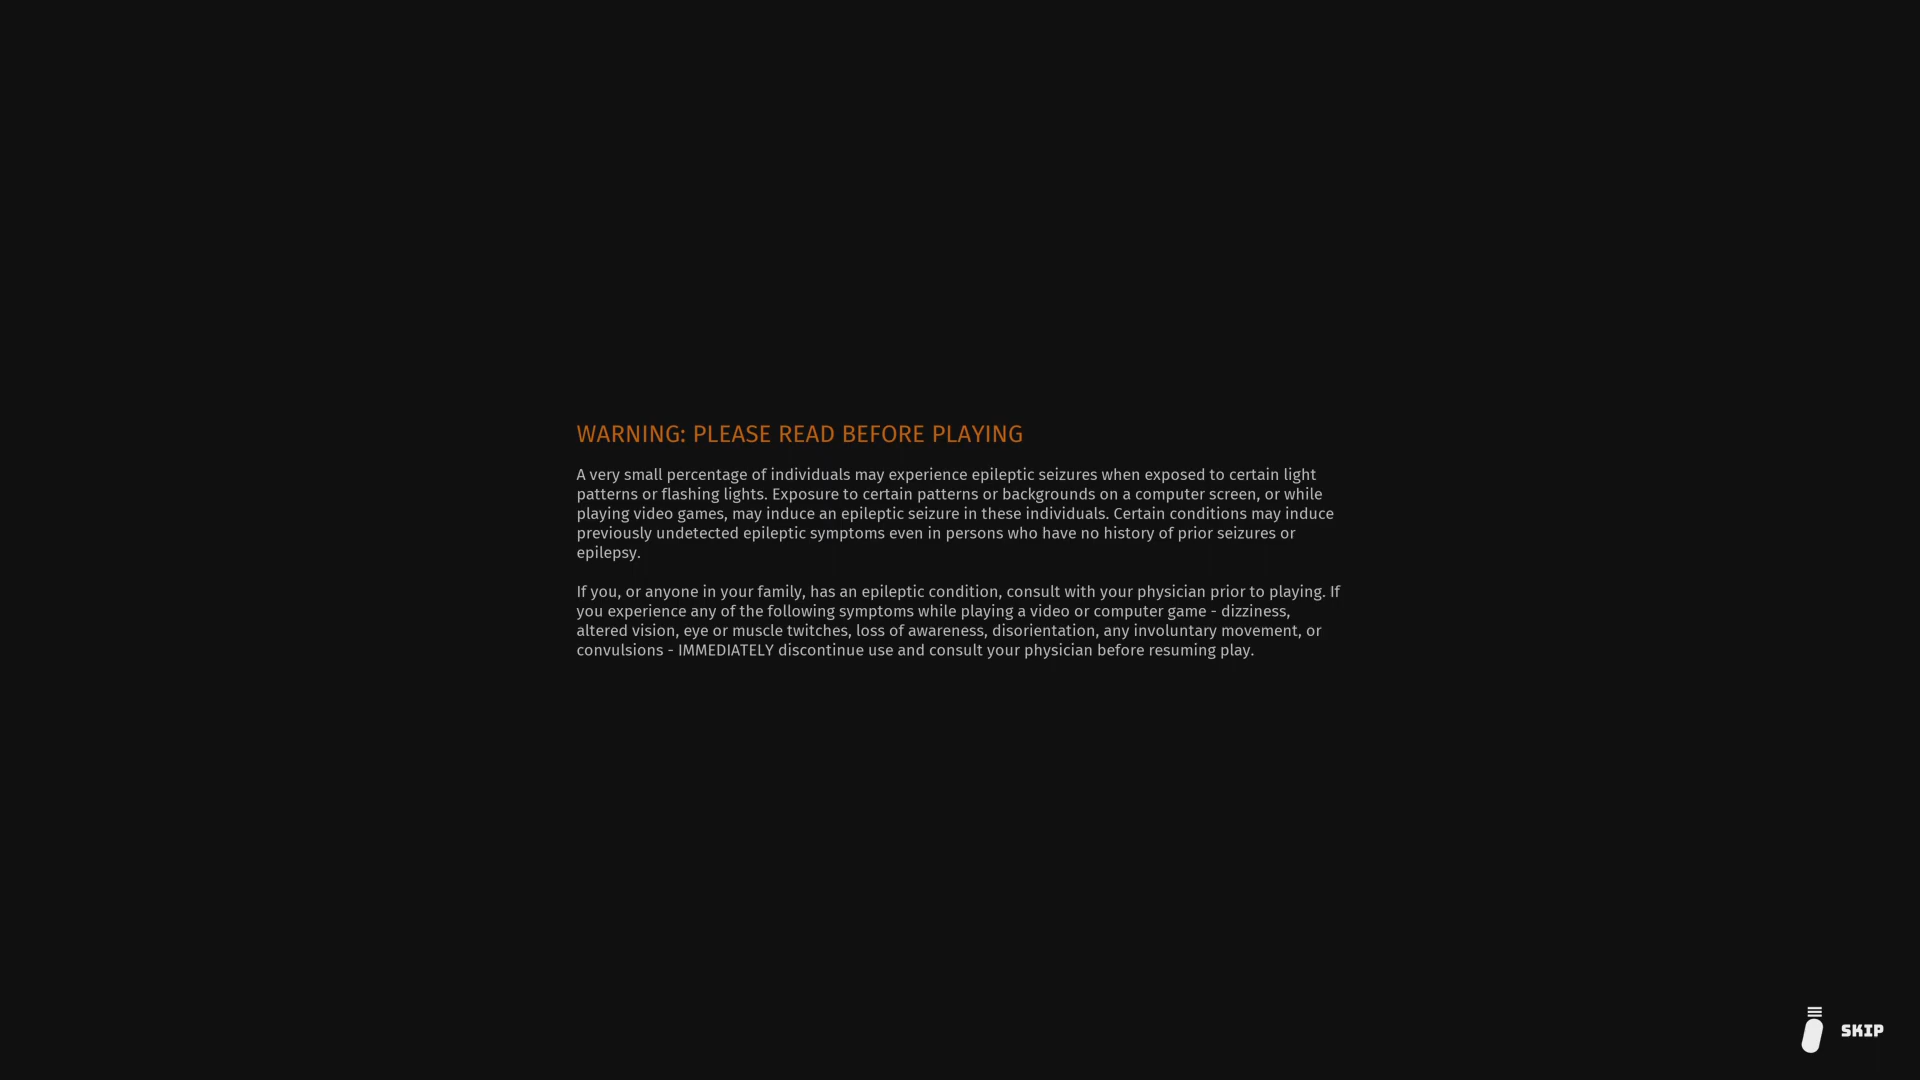 WARNING: PLEASE READ BEFORE PLAYING
A very small percentage of individuals may experience epileptic seizures when exposed to certain light
patterns or flashing lights. Exposure to certain patterns or backgrounds on a computer screen, or while
playing video games, may induce an epileptic seizure in these individuals. Certain conditions may induce
previously undetected epileptic symptoms even in persons who have no history of prior seizures or
epilepsy.
If you, or anyone in your family, has an epileptic condition, consult with your physician prior to playing. If
you experience any of the following symptoms while playing a video or computer game - dizziness,
altered vision, eye or muscle twitches, loss of awareness, disorientation, any involuntary movement, or
convulsions - IMMEDIATELY discontinue use and consult your physician before resuming play.
SKIP